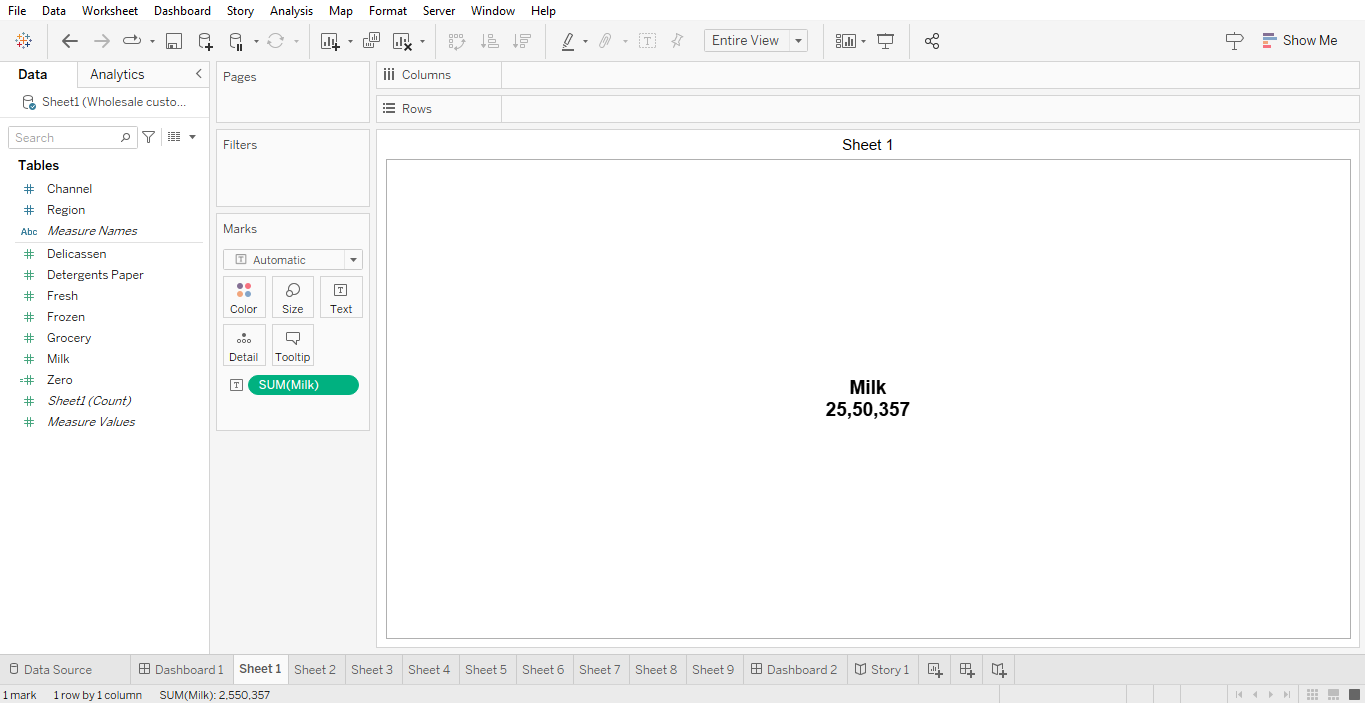 File Data Worksheet Dashboard Story Analysis Map Format Server Window Help
Entire View
Show Me
Data Analytics
Sheet1 (Wholesale custo...
Search
Tables
# Channel
# Region
Abc Measure Names
# Delicassen
# Detergents Paper
# Fresh
# Frozen
# Grocery
# Milk
=# Zero
# Sheet1 (Count)
# Measure Values
Pages
Filters
Marks
T Automatic
Color Size Text
Detail Tooltip
T SUM(Milk)
Columns
Rows
Sheet 1
Milk
25,50,357
Data Source Dashboard 1 Sheet 1 Sheet 2 Sheet 3 Sheet 4 Sheet 5 Sheet 6 Sheet 7 Sheet 8 Sheet 9 Dashboard 2 Story 1
1 mark 1 row by 1 column SUM(Milk): 2,550,357